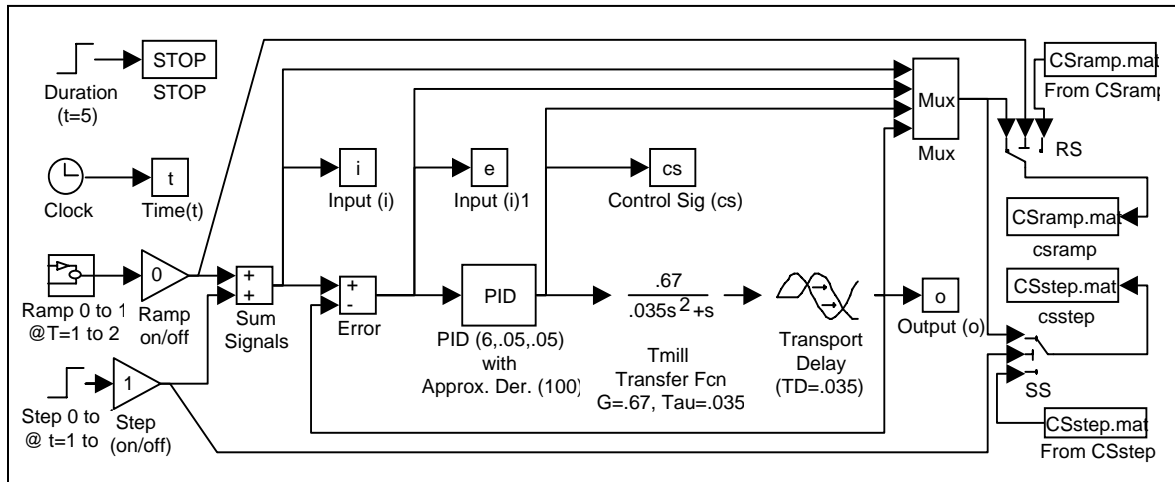 STOP
STOP
Duration
(t=5)
t
Clock
Time(t)
0
Ramp 0 to 1
@T=1 to 2
Ramp
on/off
1
Step 0 to
@ t=1 to
Step
(on/off)
+
+
Sum
Signals
i
Input (i)
+
-
Error
e
Input (i)1
PID
PID (6,.05,.05)
with
Approx. Der. (100)
cs
Control Sig (cs)
.67
.035s²+s
Tmill
Transfer Fcn
G=.67, Tau=.035
Transport
Delay
(TD=.035)
o
Output (o)
Mux
Mux
CSramp.mat
From CSramp
RS
CSramp.mat
csramp
CSstep.mat
csstep
SS
CSstep.mat
From CSstep